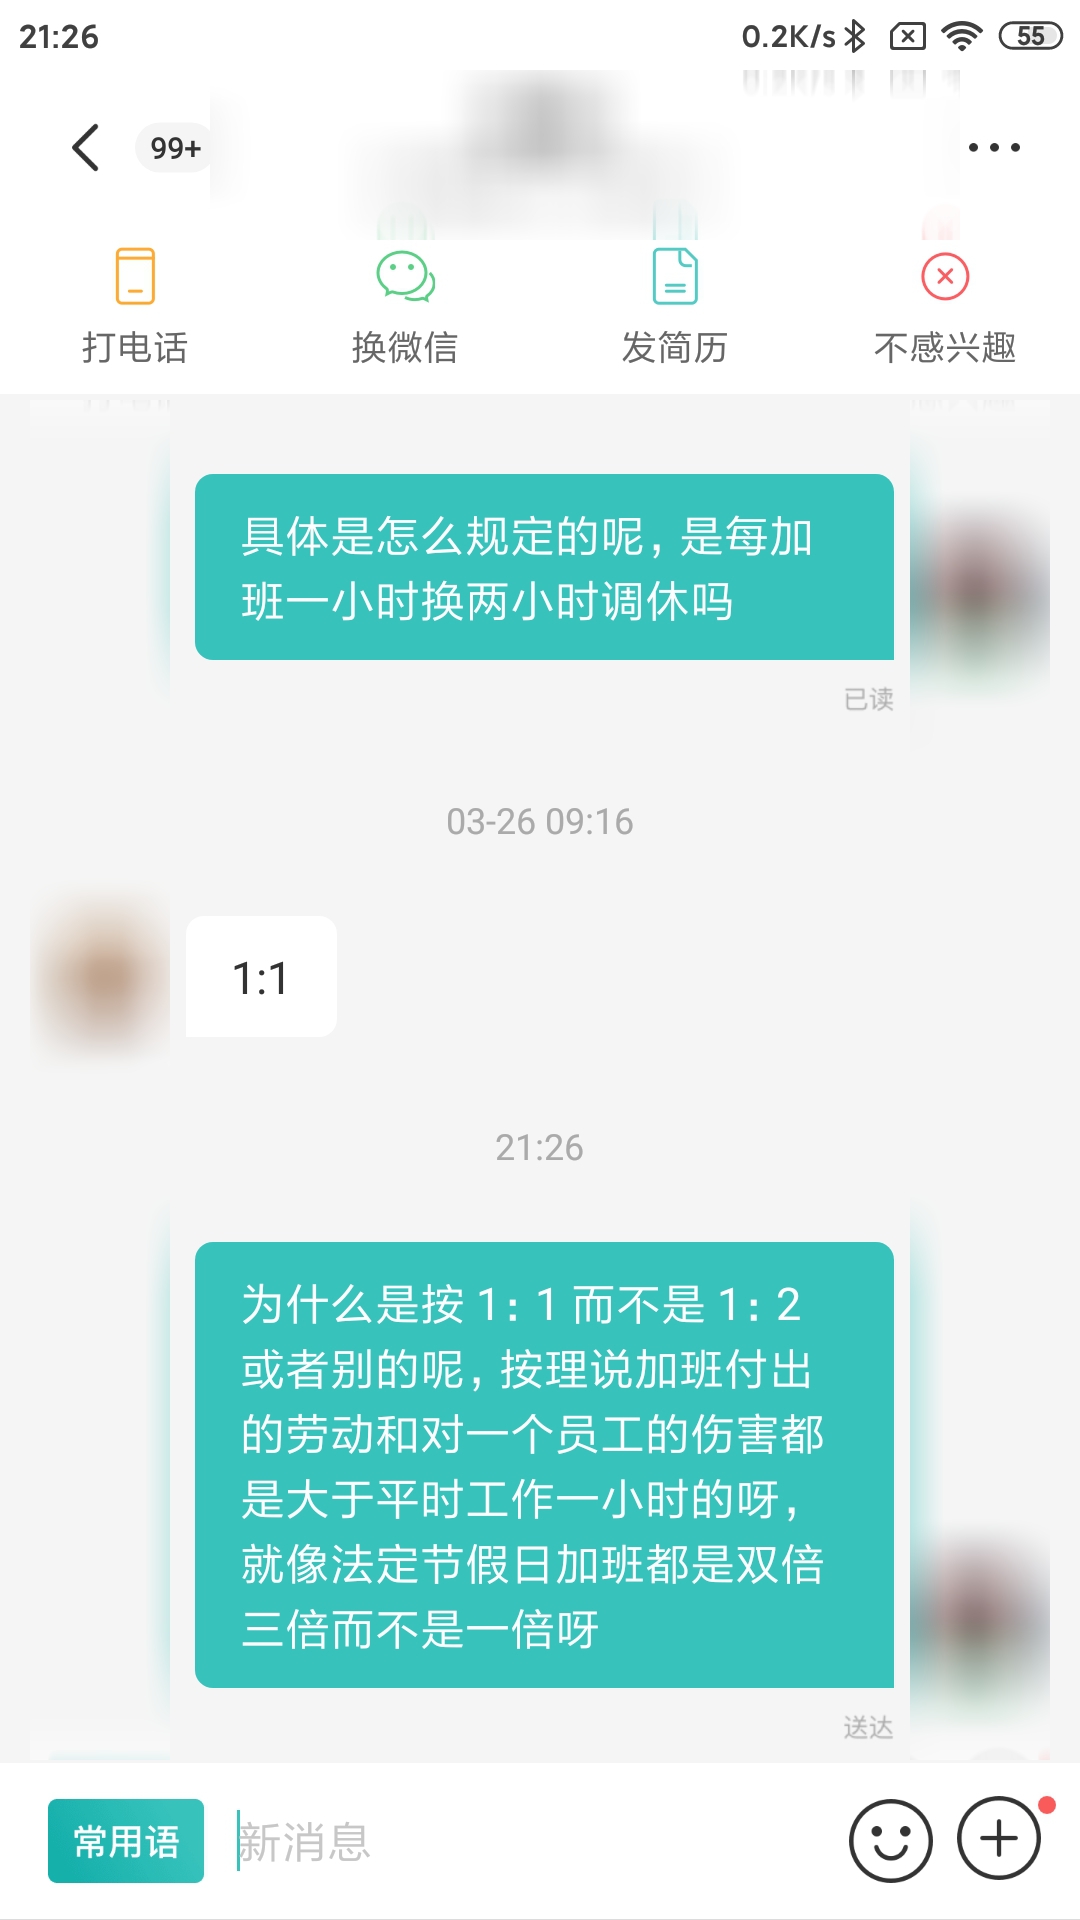 21:26
0.2K/s
55
99+
打电话
换微信
发简历
不感兴趣
具体是怎么规定的呢，是每加
班一小时换两小时调休吗
已读
03-26 09:16
1:1
21:26
为什么是按 1：1 而不是 1：2
或者别的呢，按理说加班付出
的劳动和对一个员工的伤害都
是大于平时工作一小时的呀，
就像法定节假日加班都是双倍
三倍而不是一倍呀
送达
常用语
新消息